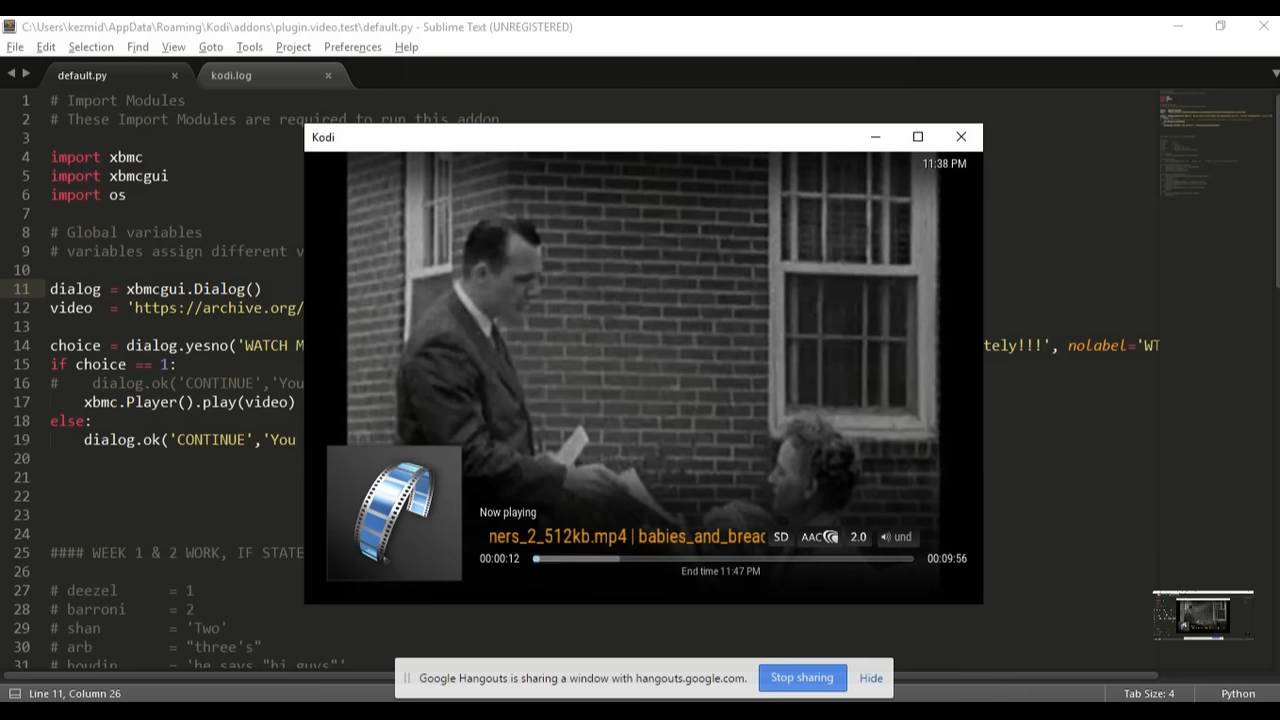 C:\Users\kezmid\AppData\Roaming\Kodi\addons\plugin.video.test\default.py - Sublime Text (UNREGISTERED)
File Edit Selection Find View Goto Tools Project Preferences Help
default.py × kodi.log ×
1 # Import Modules
2 # These Import Modules are required to run this addon
3
4 import xbmc
5 import xbmcgui
6 import os
7
8 # Global variables
9 # variables assign different v
10
11 dialog = xbmcgui.Dialog()
12 video = 'https://archive.org/
13
14 choice = dialog.yesno('WATCH M tely!!!', nolabel='WT
15 if choice == 1:
16 # dialog.ok('CONTINUE','You
17 xbmc.Player().play(video)
18 else:
19 dialog.ok('CONTINUE','You
20
21
22
23
24
25 #### WEEK 1 & 2 WORK, IF STATE
26
27 # deezel = 1
28 # barroni = 2
29 # shan = 'Two'
30 # arb = "three's"
31 # houdin = 'he says "hi guys"'
Kodi
11:38 PM
Now playing
ners_2_512kb.mp4 | babies_and_breac SD AAC 2.0 und
00:00:12 00:09:56
End time 11:47 PM
Google Hangouts is sharing a window with hangouts.google.com. Stop sharing Hide
Line 11, Column 26 Tab Size: 4 Python